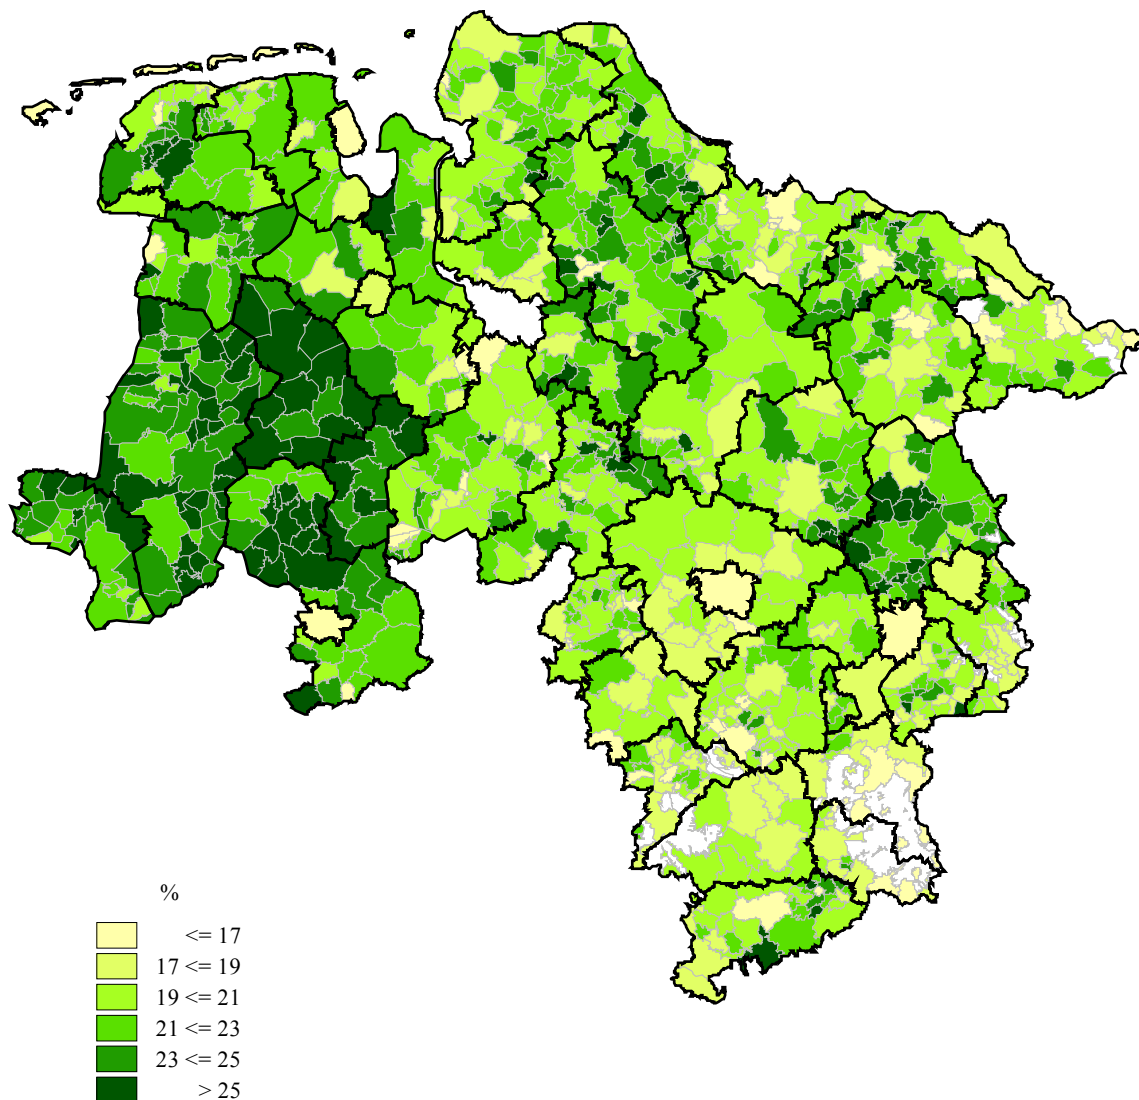 %
<= 17
17 <= 19
19 <= 21
21 <= 23
23 <= 25
> 25